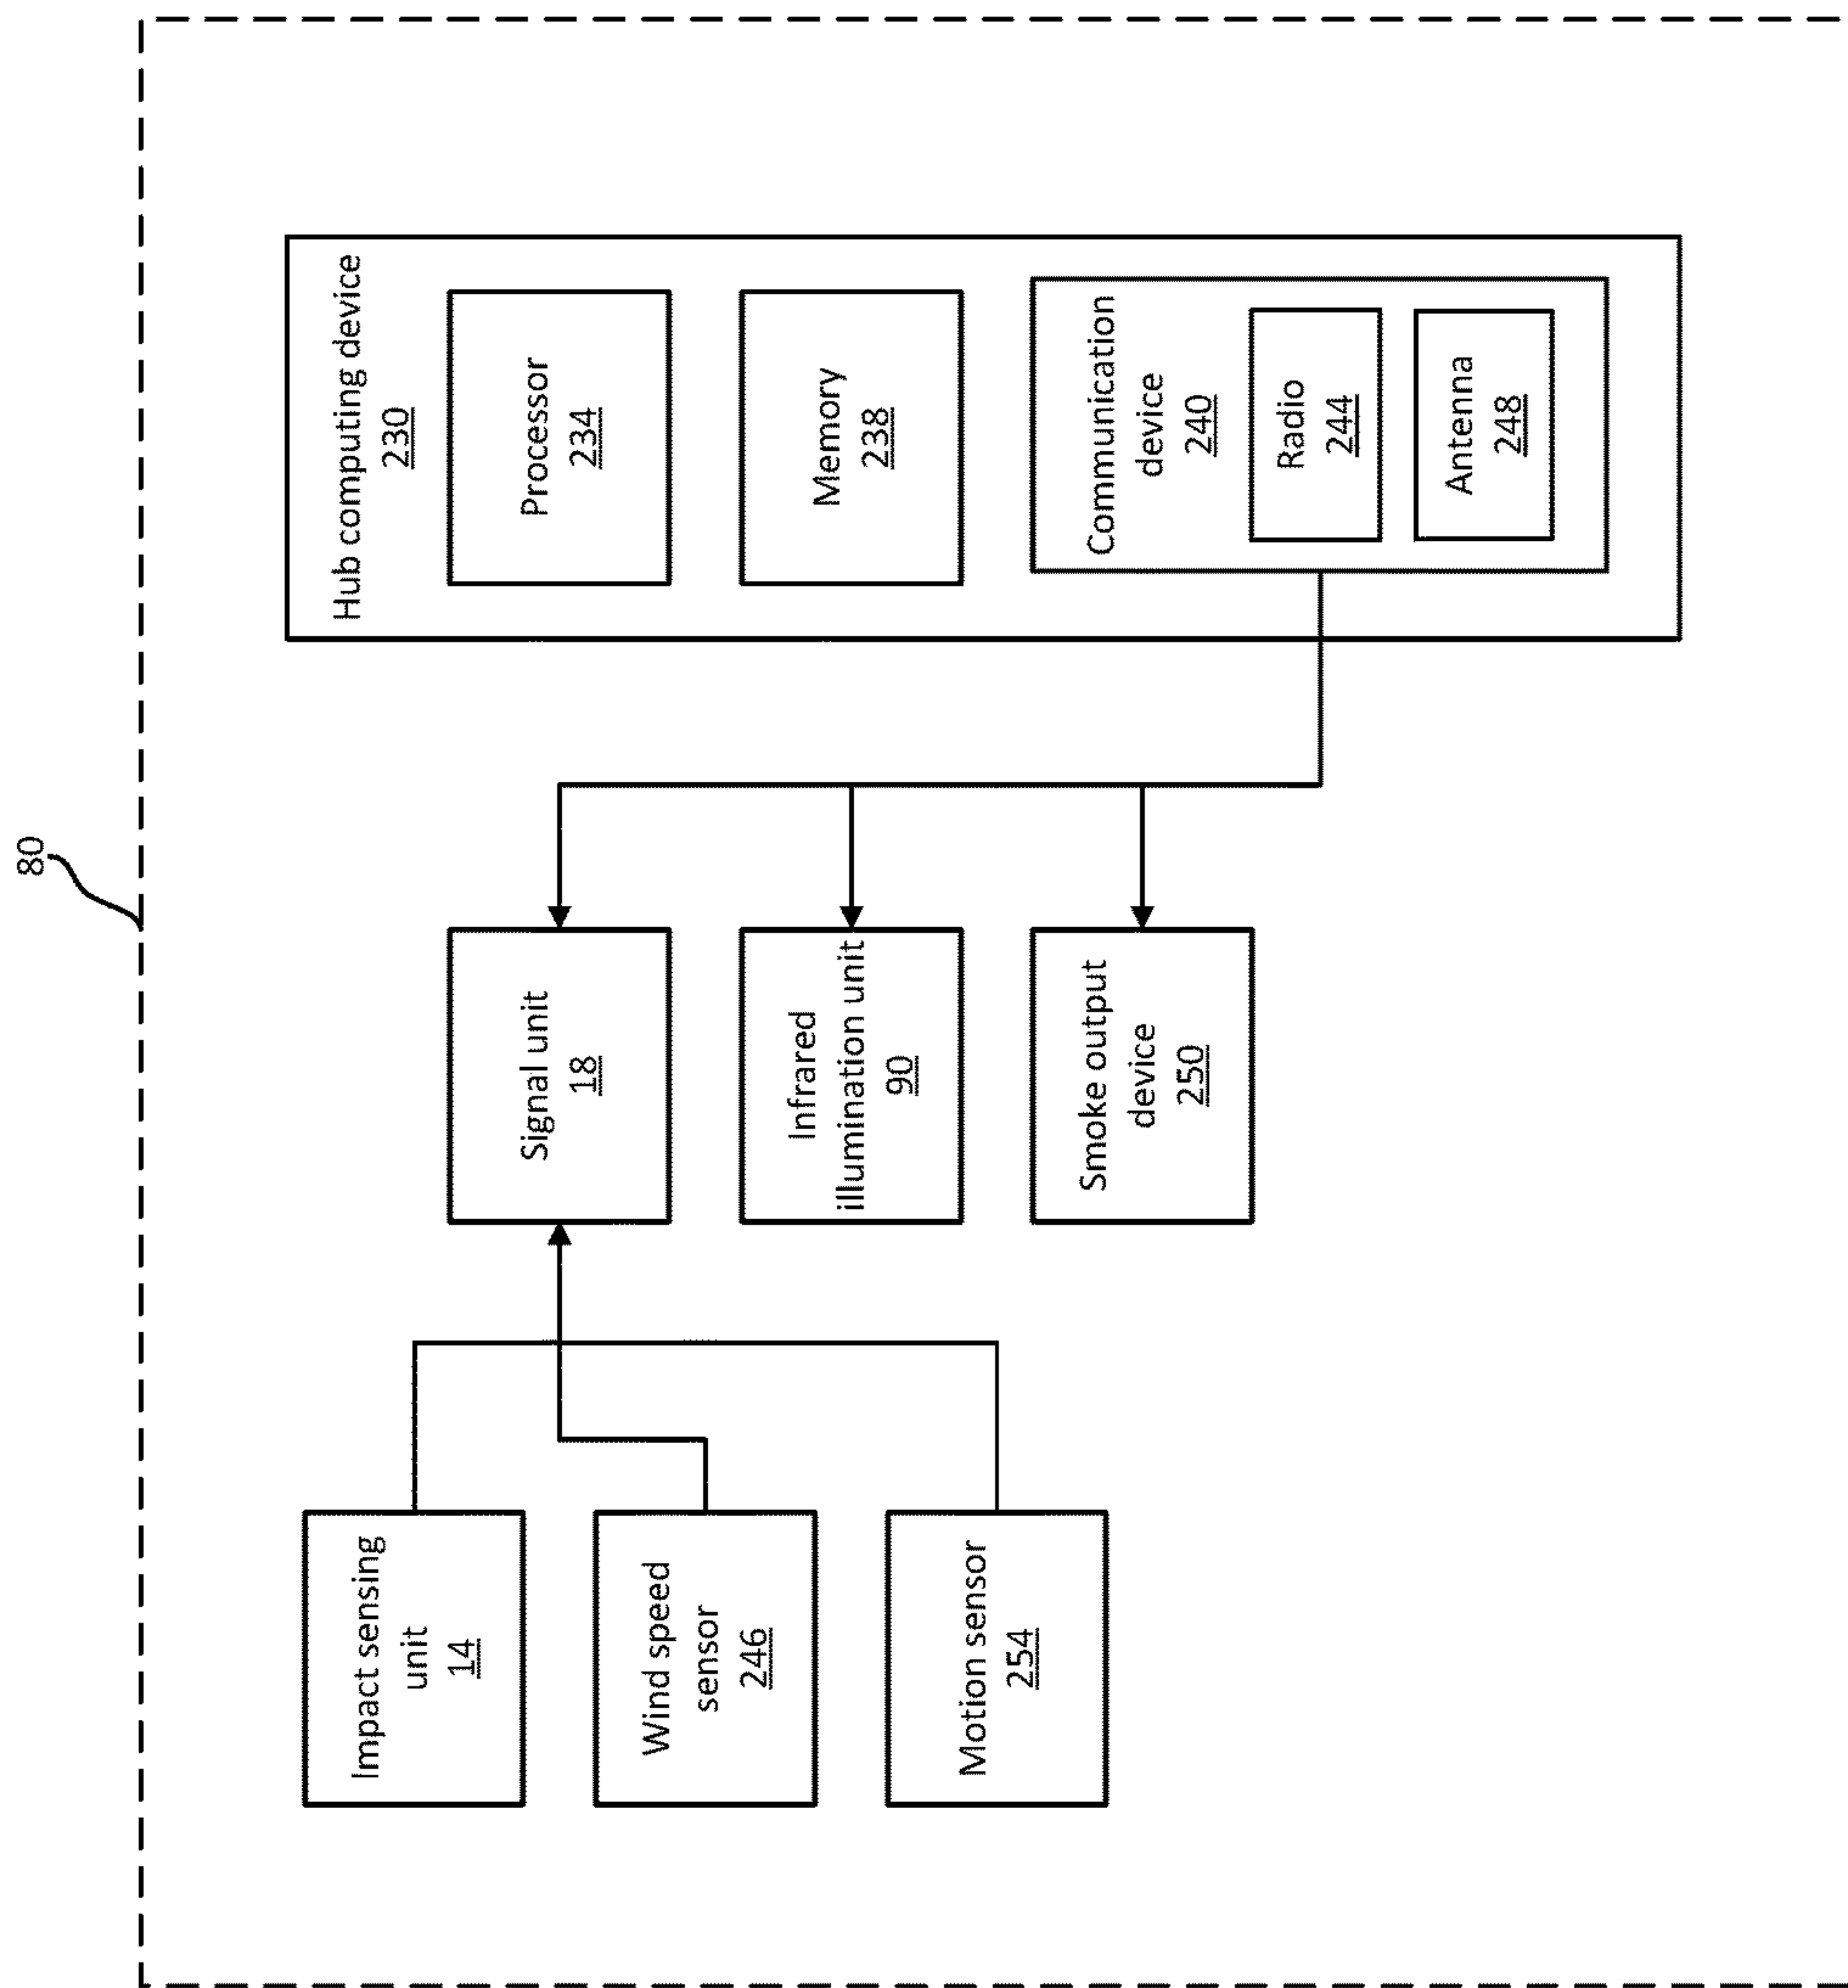 80
Impact sensing
unit
14
Wind speed
sensor
246
Motion sensor
254
Signal unit
18
Infrared
illumination unit
90
Smoke output
device
250
Hub computing device
230
Processor
234
Memory
238
Communication
device
240
Radio
244
Antenna
248